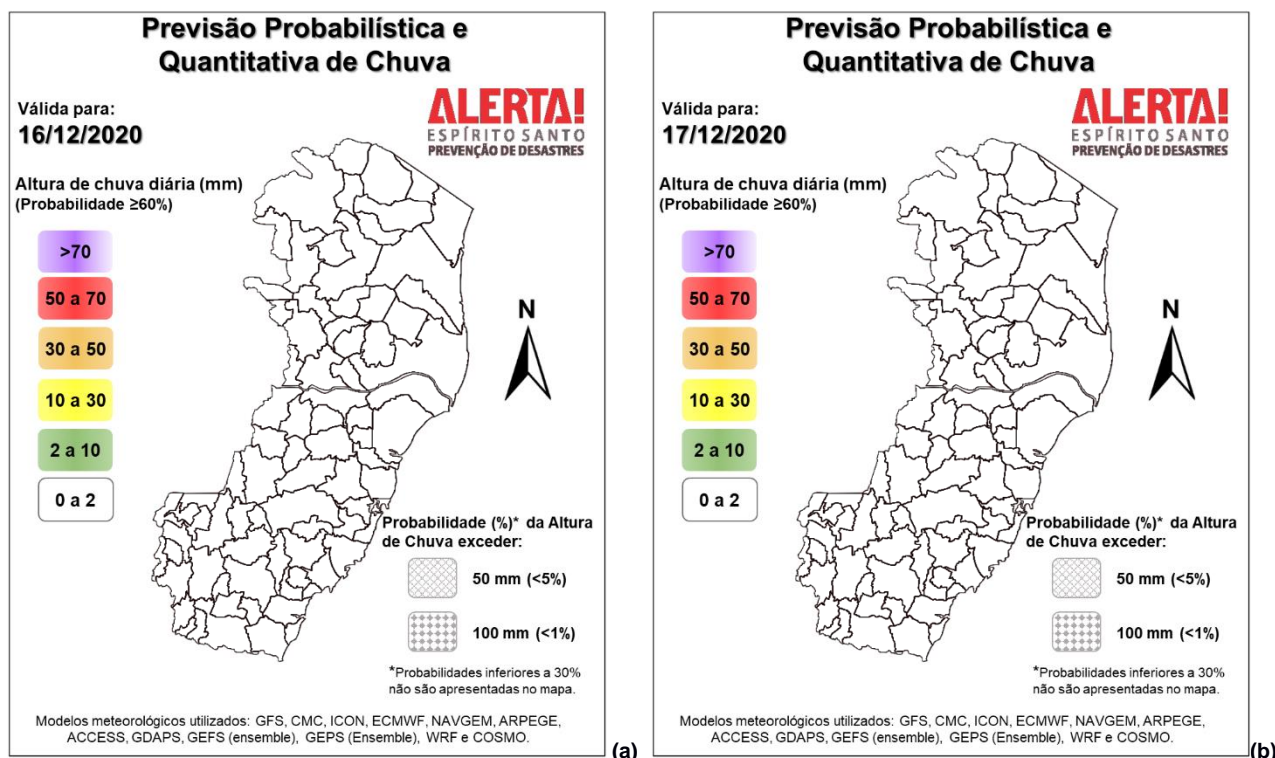 Previsão Probabilística e
Quantitativa de Chuva
Válida para:
16/12/2020
ALERTA!
ESPÍRITO SANTO
PREVENÇÃO DE DESASTRES
Altura de chuva diária (mm)
(Probabilidade ≥60%)
>70
50 a 70
30 a 50
10 a 30
2 a 10
0 a 2
N
Probabilidade (%)* da Altura
de Chuva exceder:
50 mm (<5%)
100 mm (<1%)
*Probabilidades inferiores a 30%
não são apresentadas no mapa.
Modelos meteorológicos utilizados: GFS, CMC, ICON, ECMWF, NAVGEM, ARPEGE,
ACCESS, GDAPS, GEFS (ensemble), GEPS (Ensemble), WRF e COSMO.
(a)
Previsão Probabilística e
Quantitativa de Chuva
Válida para:
17/12/2020
ALERTA!
ESPÍRITO SANTO
PREVENÇÃO DE DESASTRES
Altura de chuva diária (mm)
(Probabilidade ≥60%)
>70
50 a 70
30 a 50
10 a 30
2 a 10
0 a 2
N
Probabilidade (%)* da Altura
de Chuva exceder:
50 mm (<5%)
100 mm (<1%)
*Probabilidades inferiores a 30%
não são apresentadas no mapa.
Modelos meteorológicos utilizados: GFS, CMC, ICON, ECMWF, NAVGEM, ARPEGE,
ACCESS, GDAPS, GEFS (ensemble), GEPS (Ensemble), WRF e COSMO.
(b)